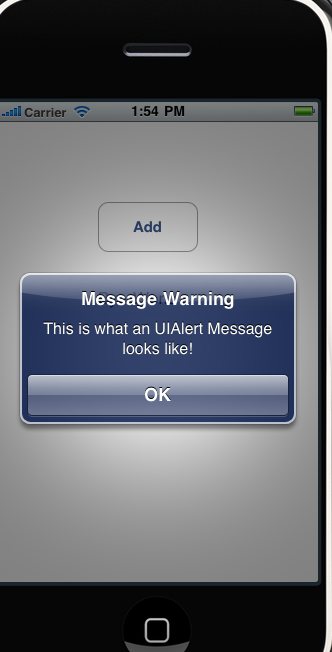 Carrier 1:54 PM
Add
Message Warning
This is what an UIAlert Message
looks like!
OK